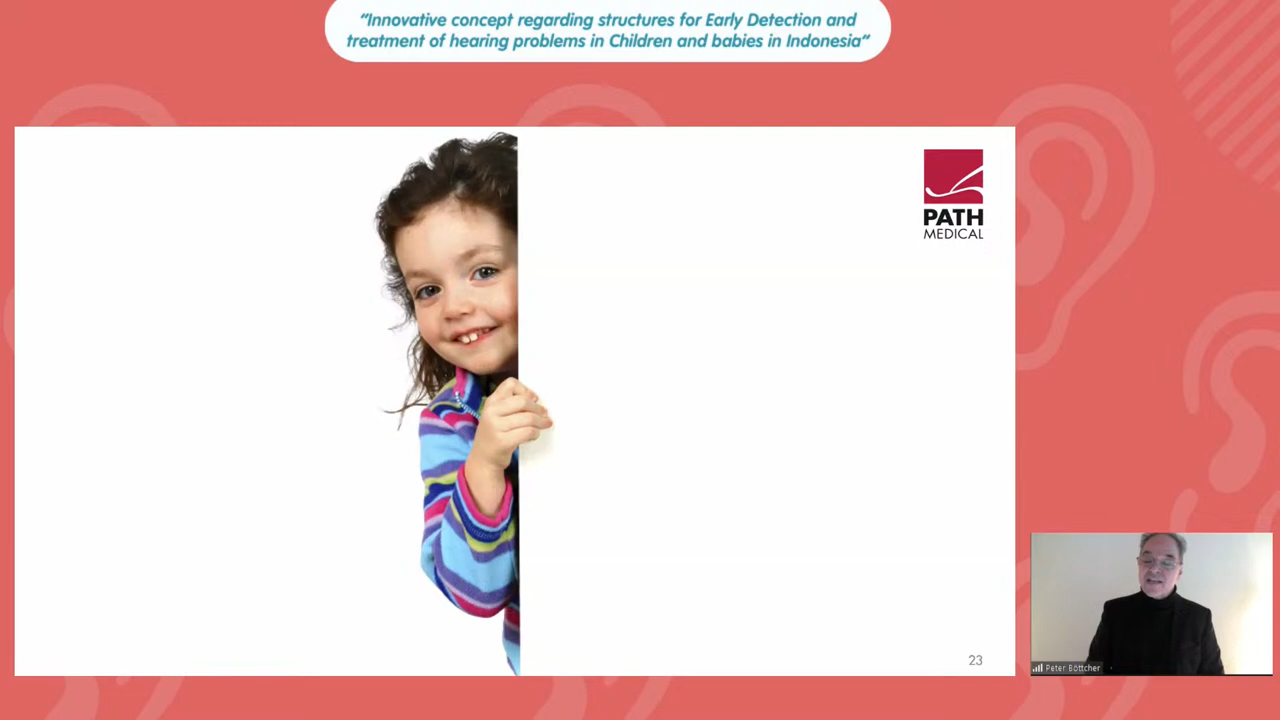 “Innovative concept regarding structures for Early Detection and
treatment of hearing problems in Children and babies in Indonesia“
PATH
MEDICAL
23
Peter Böttcher